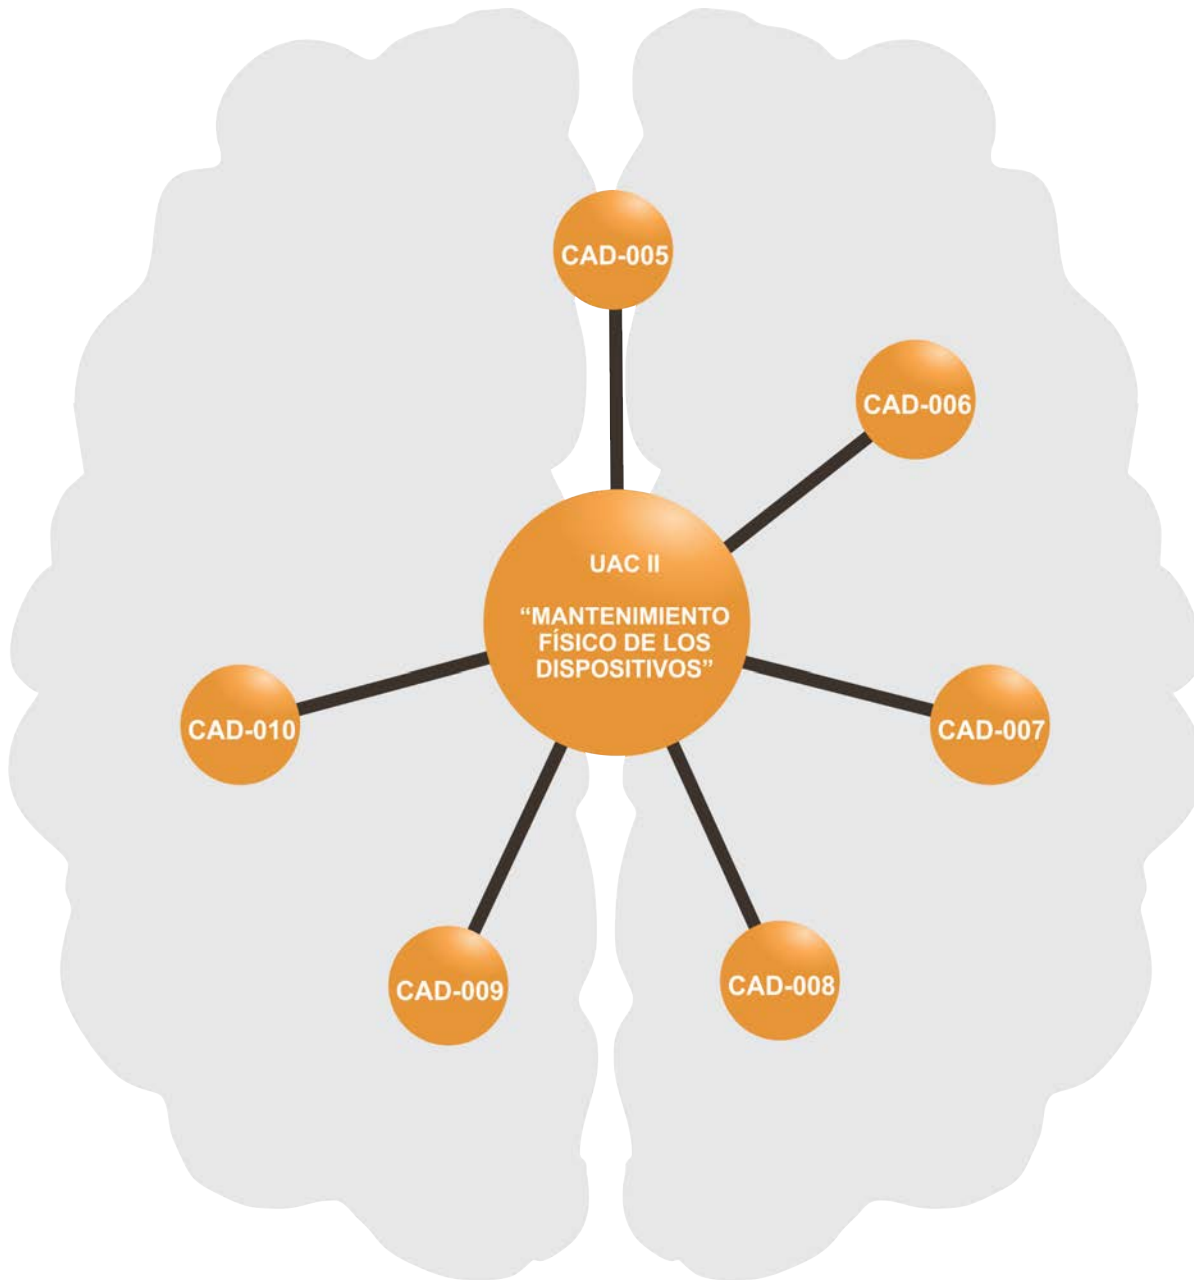 CAD-005
CAD-006
UAC II
“MANTENIMIENTO
FÍSICO DE LOS
DISPOSITIVOS”
CAD-010
CAD-007
CAD-009
CAD-008